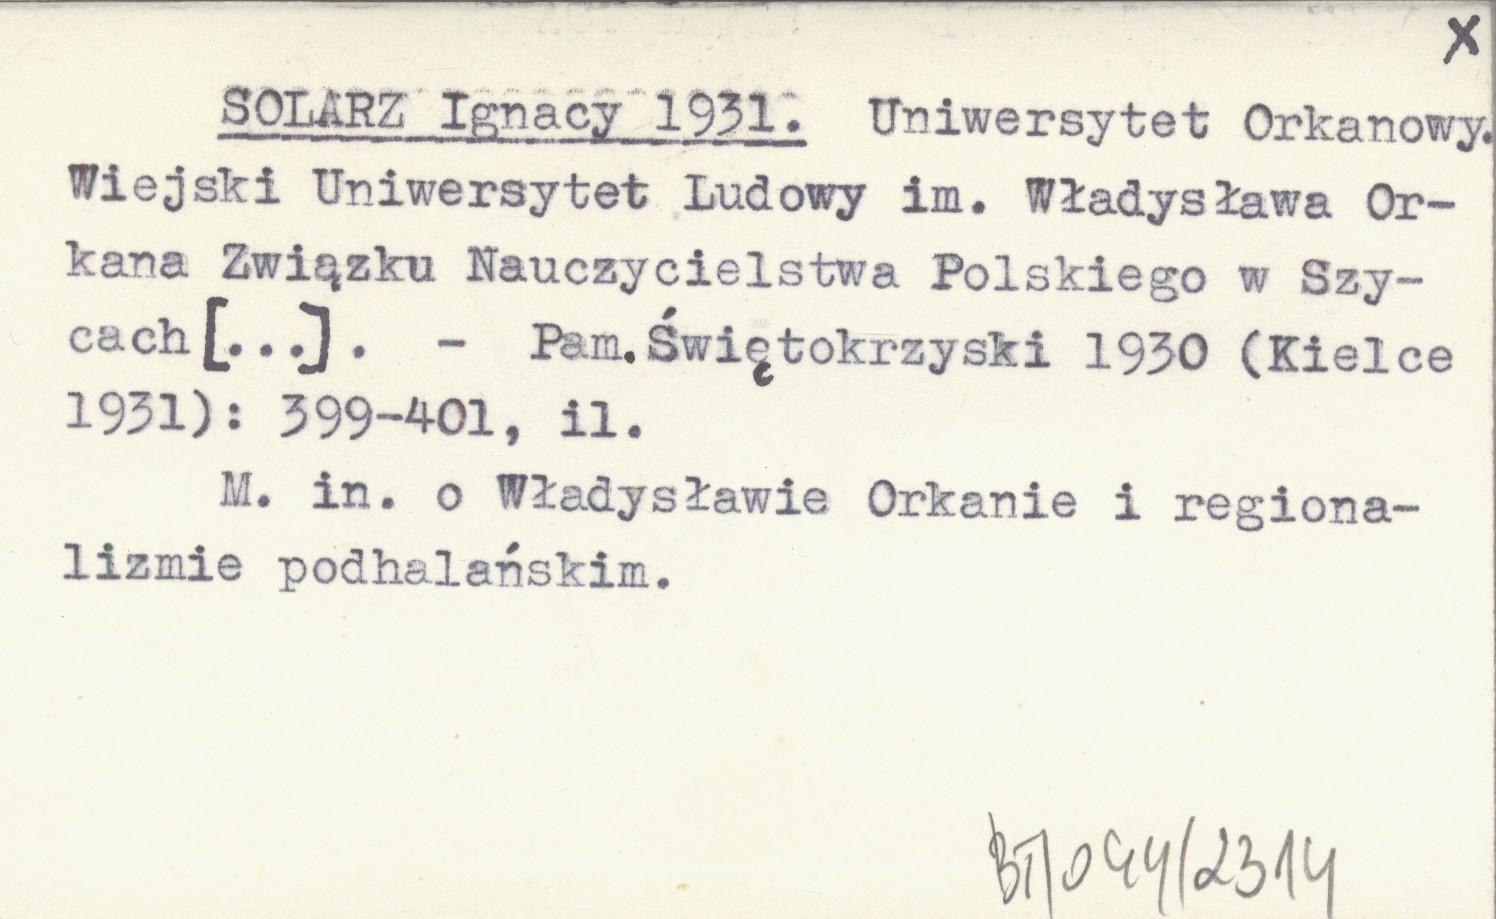 x
SOLARZ Ignacy 1931. Uniwersytet Orkanowy.
Wiejski Uniwersytet Ludowy im. Władysława Or-
kana Związku Nauczycielstwa Polskiego w Szy-
cach [...]. - Pam. Świętokrzyski 1930 (Kielce
1931): 399-401, il.
M. in. o Władysławie Orkanie i regiona-
lizmie podhalańskim.
BT/044/2314